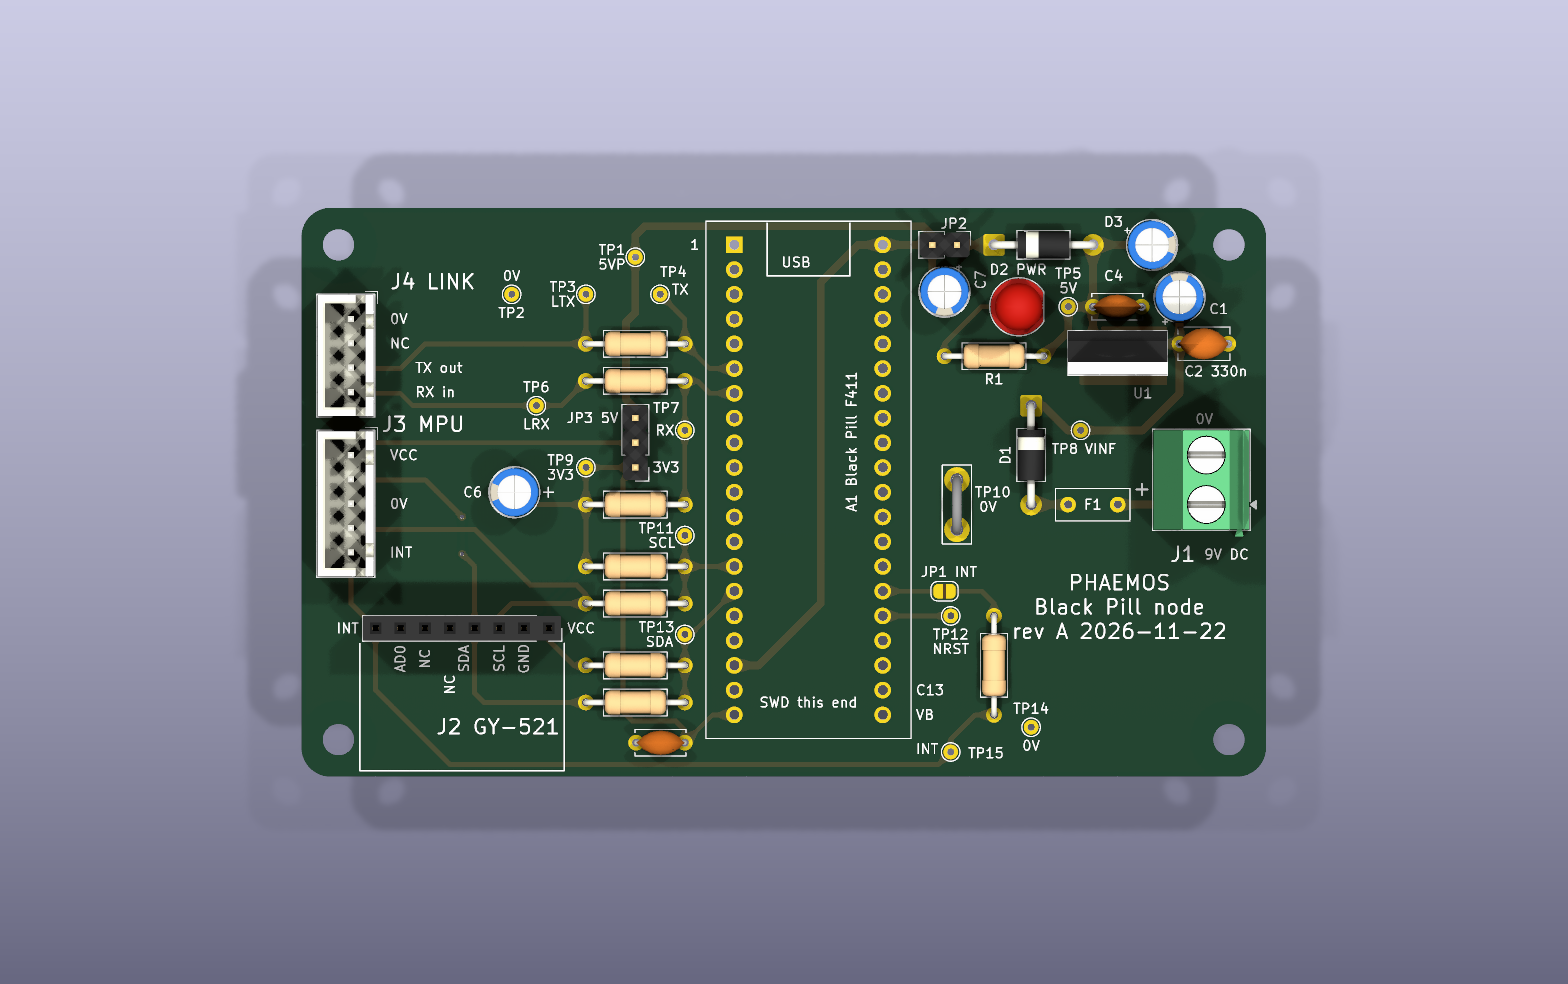 JP2
D3
1
TP1
5VP
USB
D2 PWR
C7
TP4
TX
TP5
5V
C4
J4 LINK
0V
TP2
TP3
LTX
C1
0V
NC
TX out
RX in
R1
C2 330n
U1
TP6
LRX
JP3 5V
TP7
RX
A1 Black Pill F411
0V
J3 MPU
VCC
TP9
3V3
3V3
D1
TP8 VINF
C6
+
0V
TP10
0V
F1
+
TP11
SCL
INT
J1 9V DC
JP1 INT
PHAEMOS
Black Pill node
rev A 2026-11-22
INT
VCC
TP13
SDA
TP12
NRST
AD0
NC
SDA
SCL
GND
NC
C13
SWD this end
VB
TP14
0V
J2 GY-521
INT
TP15